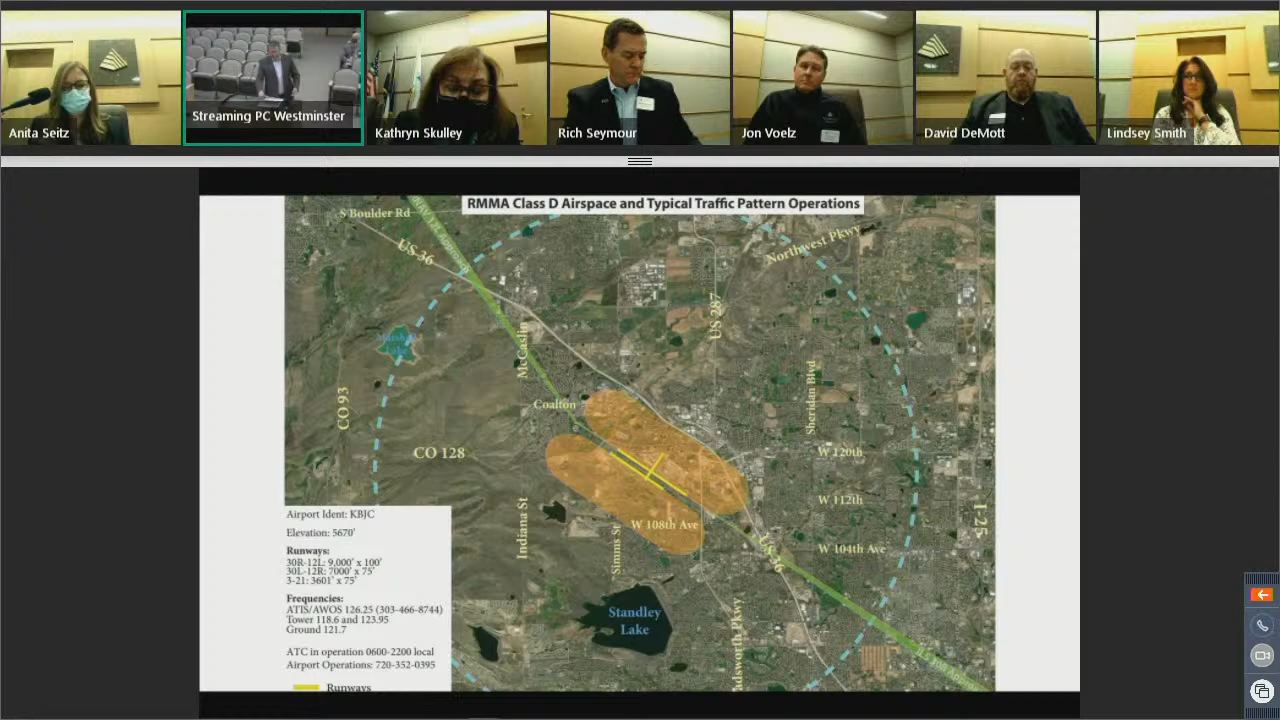 Anita Seitz
Streaming PC Westminster
Kathryn Skulley
Rich Seymour
Jon Voelz
David DeMott
Lindsey Smith
RMMA Class D Airspace and Typical Traffic Pattern Operations
S Boulder Rd
US 36
Northwest Pkwy
US 287
McCaslin
CO 93
Sheridan Blvd
Coalton
CO 128
W 120th
W 112th
I-25
Indiana St
Simms St
W 108th Ave
US 36
W 104th Ave
Standley
Lake
Airport Ident: KBJC
Elevation: 5670'
Runways:
30R-12L: 9,000' x 100'
30L-12R: 7000' x 75'
3-21: 3601' x 75'
Frequencies:
ATIS/AWOS 126.25 (303-466-8744)
Tower 118.6 and 123.95
Ground 121.7
ATC in operation 0600-2200 local
Airport Operations: 720-352-0395
Runways